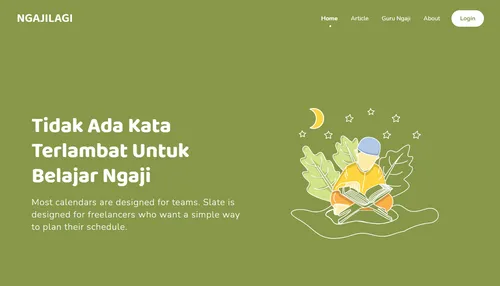 NGAJILAGI
Home
Article
Guru Ngaji
About
Login
Tidak Ada Kata
Terlambat Untuk
Belajar Ngaji
Most calendars are designed for teams. Slate is
designed for freelancers who want a simple way
to plan their schedule.